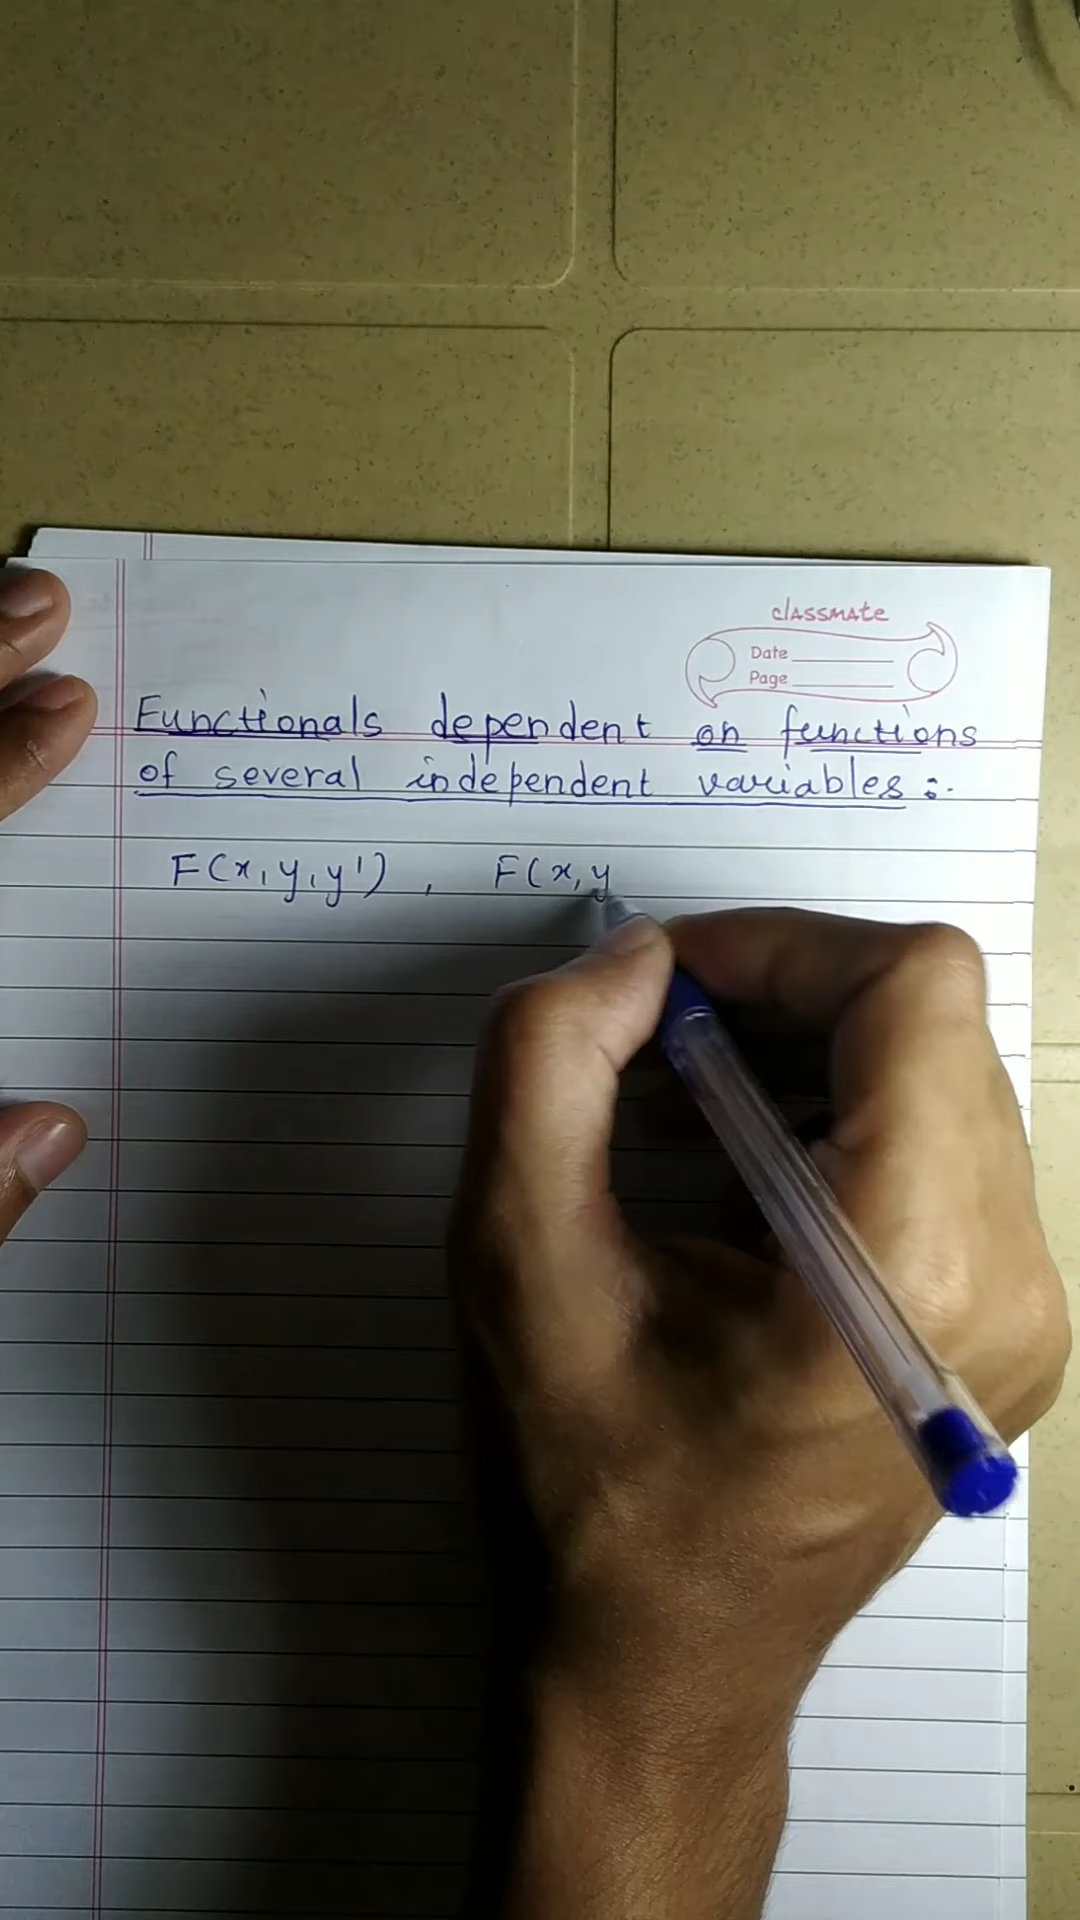 classmate
Date
Page
Functionals dependent on functions
of several independent variables :-
F(x, y, y') , F(x, y